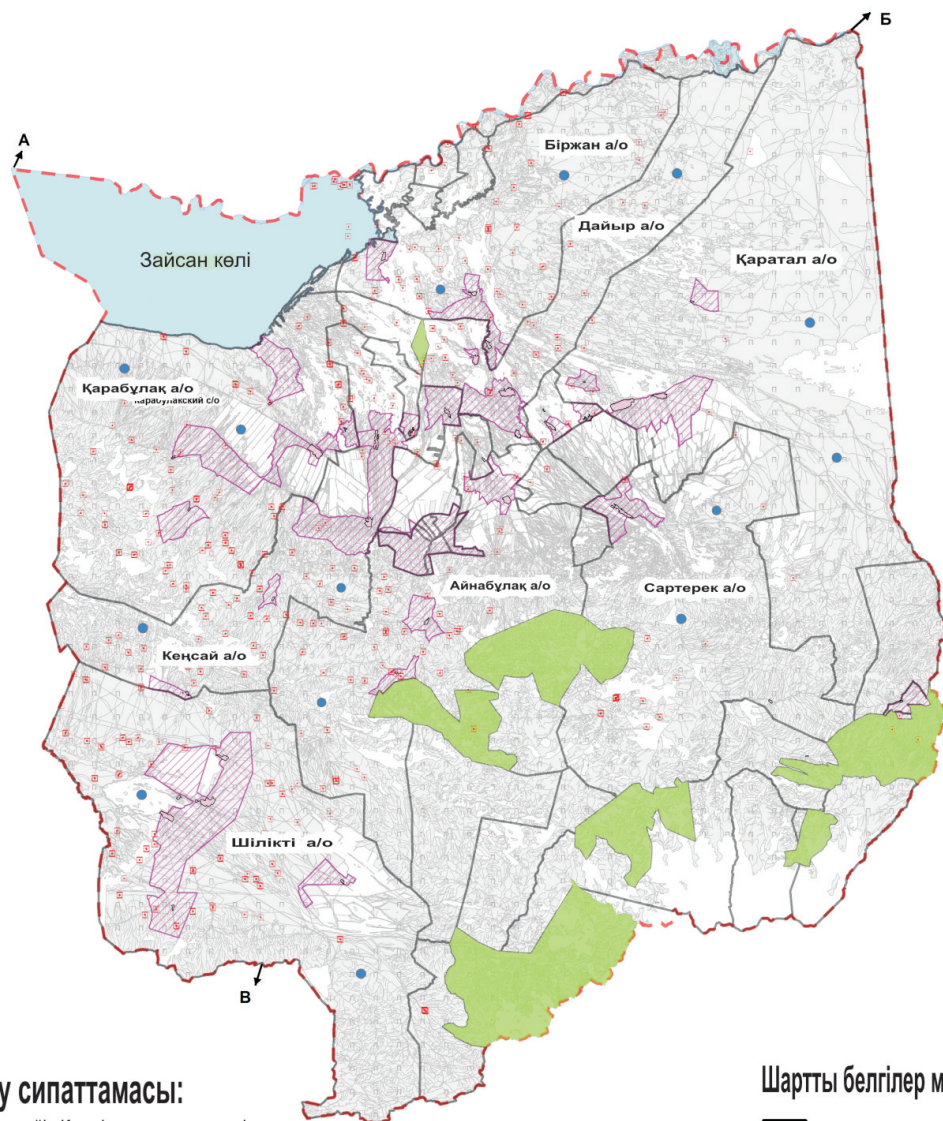 Б
А
Біржан а/о
Дайыр а/о
Зайсан көлі
Қаратал а/о
Қарабұлақ а/о
Карабулакский с/о
Айнабұлақ а/о
Сартерек а/о
Кеңсай а/о
Шілікті а/о
В
у сипаттамасы:
Шартты белгілер м